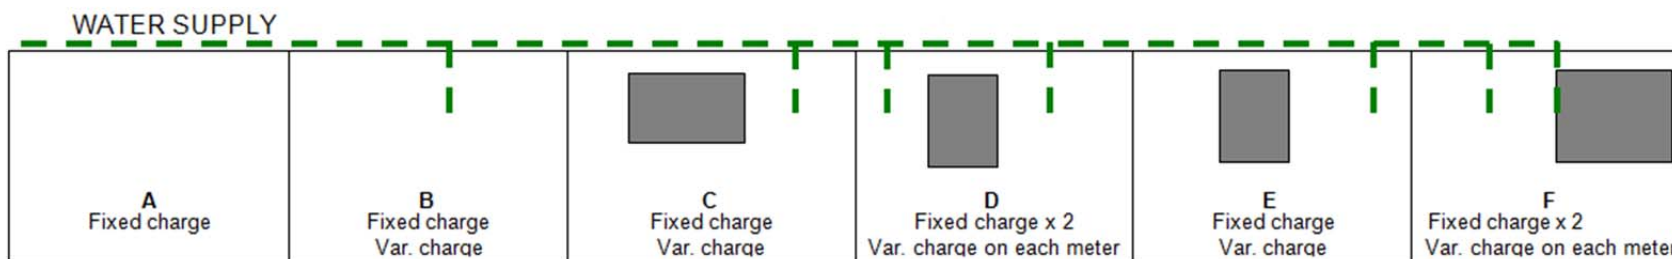 WATER SUPPLY
A
Fixed charge
B
Fixed charge
Var. charge
C
Fixed charge
Var. charge
D
Fixed charge x 2
Var. charge on each meter
E
Fixed charge
Var. charge
F
Fixed charge x 2
Var. charge on each meter